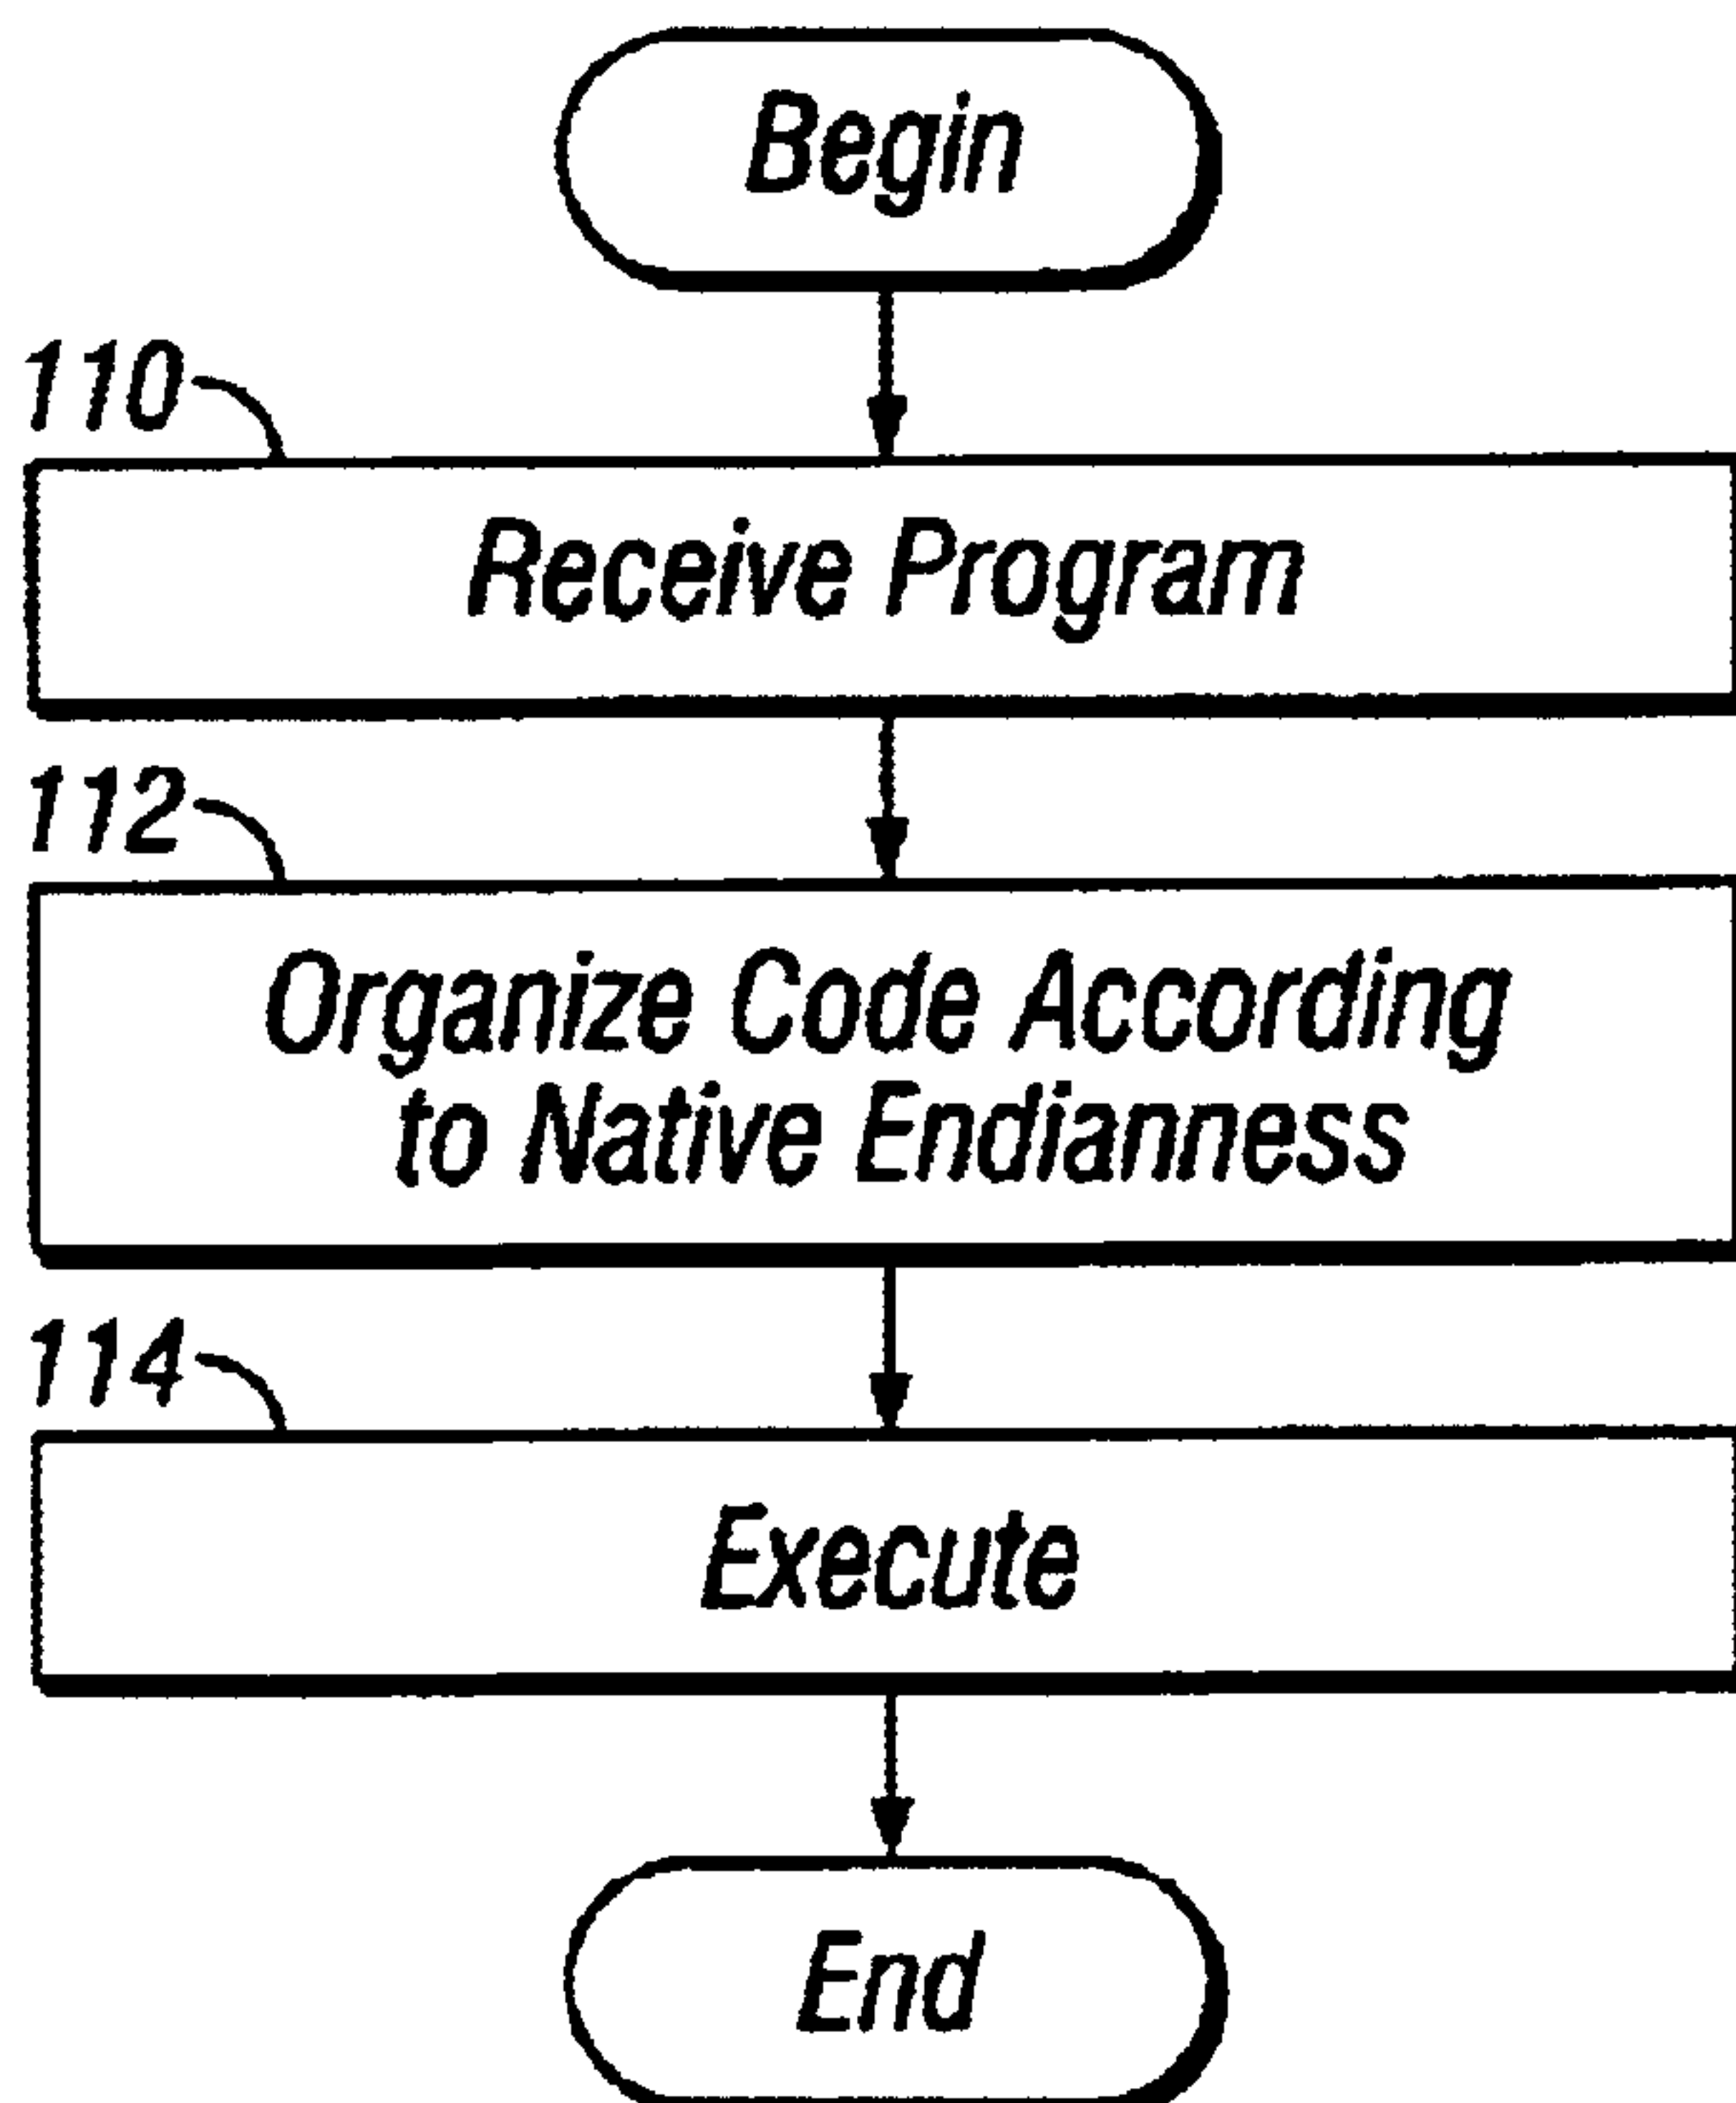 Begin
110
Receive Program
112
Organize Code According
to Native Endianness
114
Execute
End